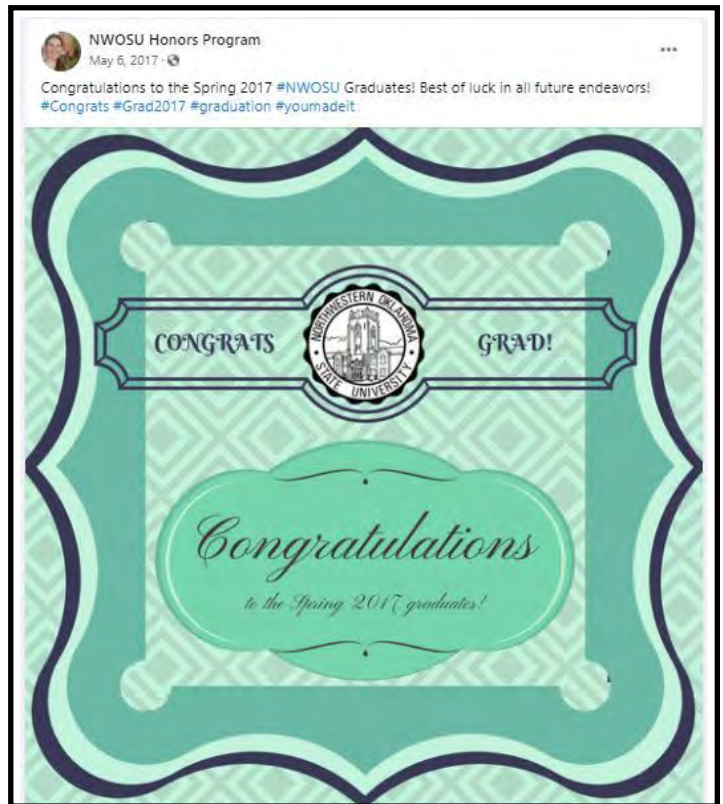 NWOSU Honors Program
May 6, 2017 ·
Congratulations to the Spring 2017 #NWOSU Graduates! Best of luck in all future endeavors!
#Congrats #Grad2017 #graduation #youmadeit
CONGRATS
NORTHWESTERN OKLAHOMA
STATE UNIVERSITY
GRAD!
Congratulations
to the Spring 2017 graduates!